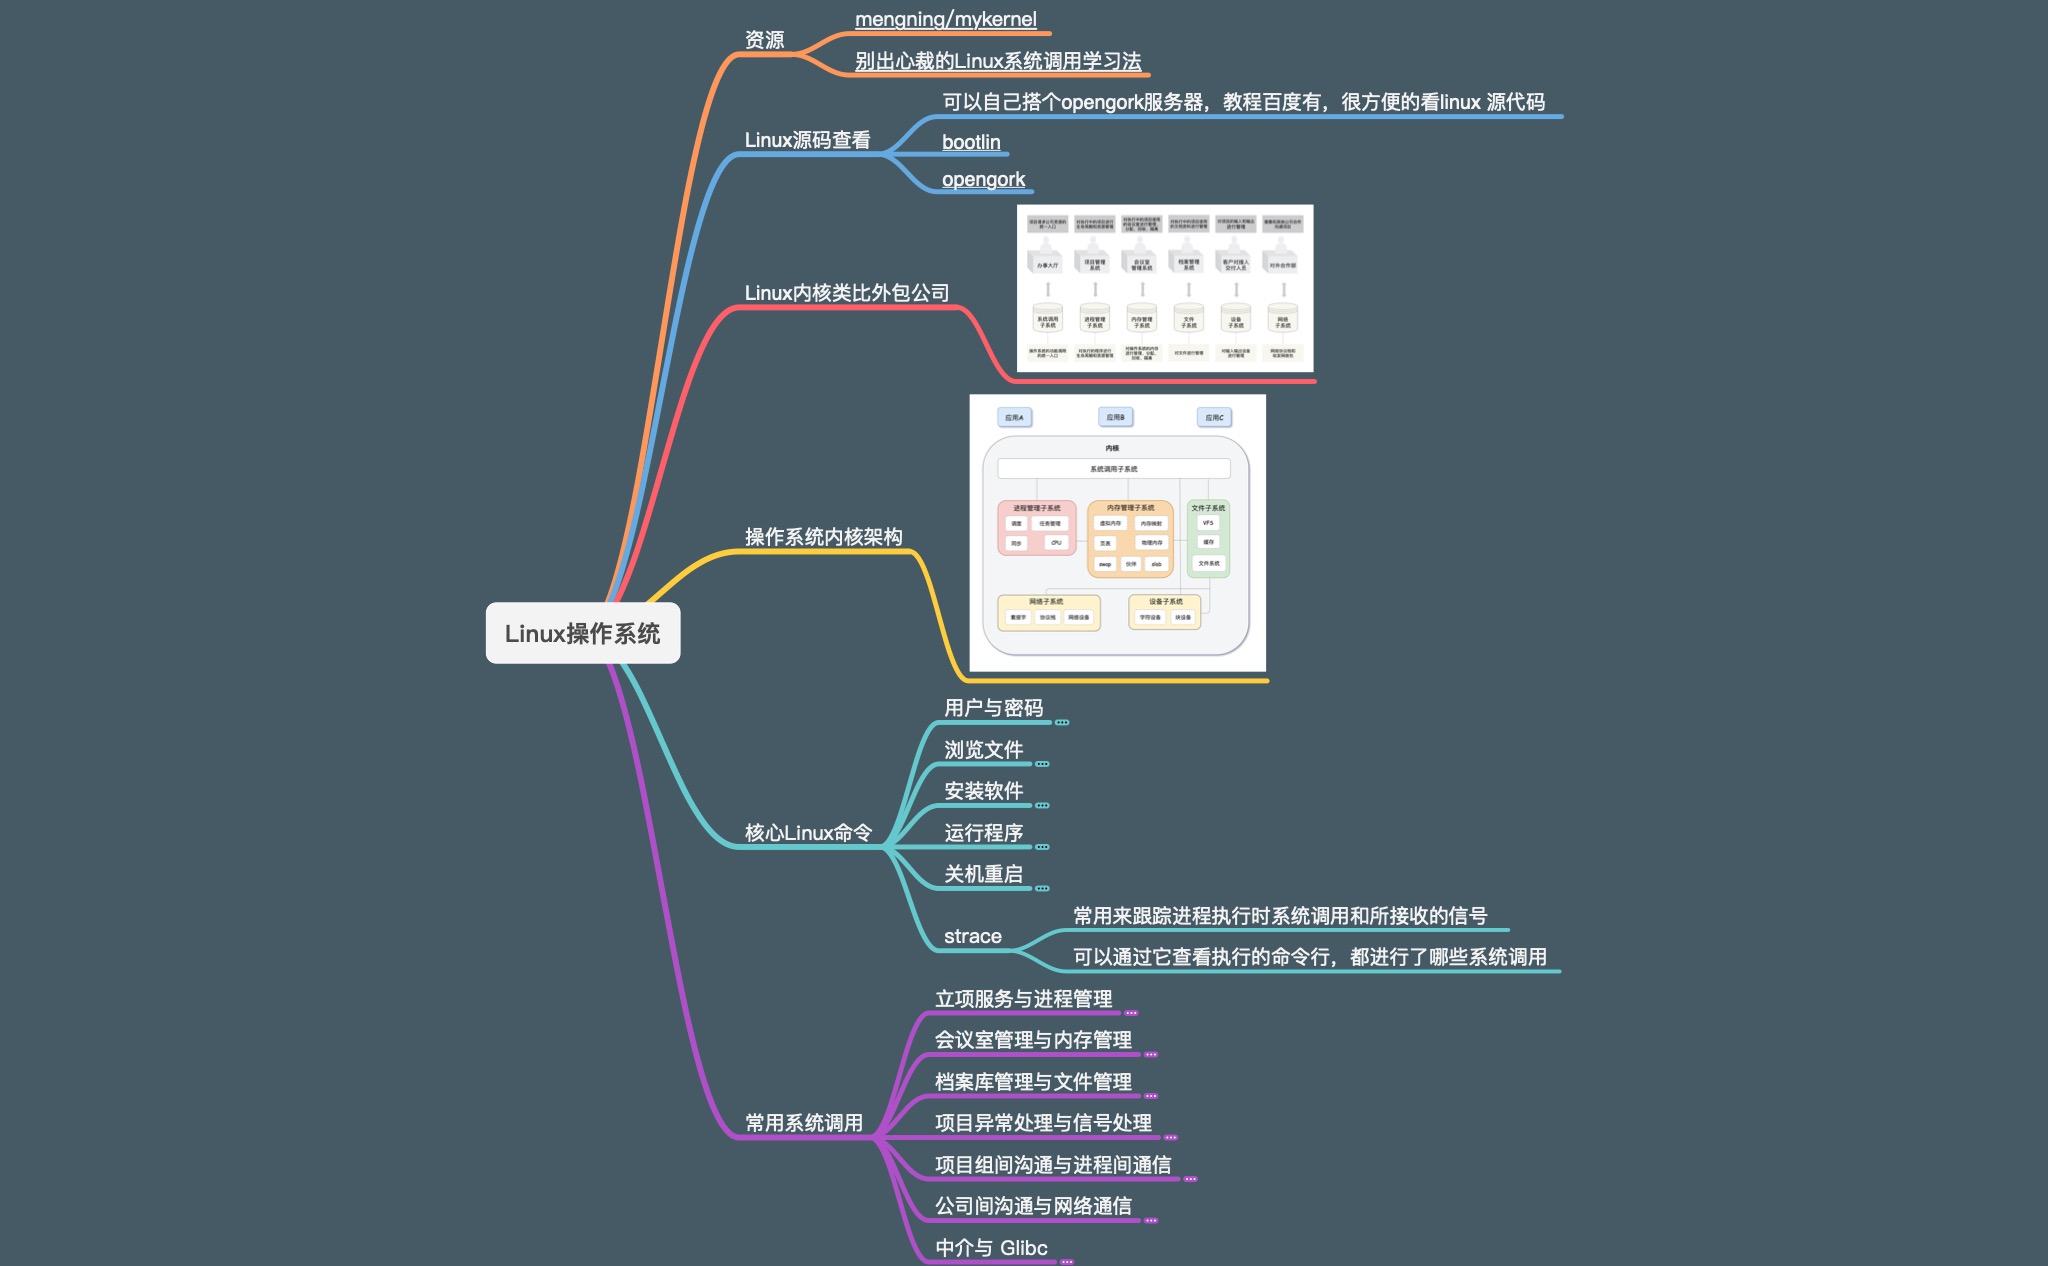 资源
mengning/mykernel
别出心裁的Linux系统调用学习法
Linux源码查看
可以自己搭个opengork服务器，教程百度有，很方便的看linux 源代码
bootlin
opengork
Linux内核类比外包公司
办事大厅
项目管理
系统
会议室
管理系统
档案管理
系统
客户对接人
交付人员
对外合作部
系统调用
子系统
进程管理
子系统
内存管理
子系统
文件
子系统
设备
子系统
网络
子系统
对文件进行管理
操作系统内核架构
应用A
应用B
应用C
内核
系统调用子系统
进程管理子系统
调度
任务管理
同步
CPU
内存管理子系统
虚拟内存
内存映射
页表
物理内存
swap
伙伴
slab
文件子系统
VFS
缓存
文件系统
网络子系统
套接字
协议栈
网络设备
设备子系统
字符设备
块设备
Linux操作系统
核心Linux命令
用户与密码
浏览文件
安装软件
运行程序
关机重启
strace
常用来跟踪进程执行时系统调用和所接收的信号
可以通过它查看执行的命令行，都进行了哪些系统调用
常用系统调用
立项服务与进程管理
会议室管理与内存管理
档案库管理与文件管理
项目异常处理与信号处理
项目组间沟通与进程间通信
公司间沟通与网络通信
中介与 Glibc